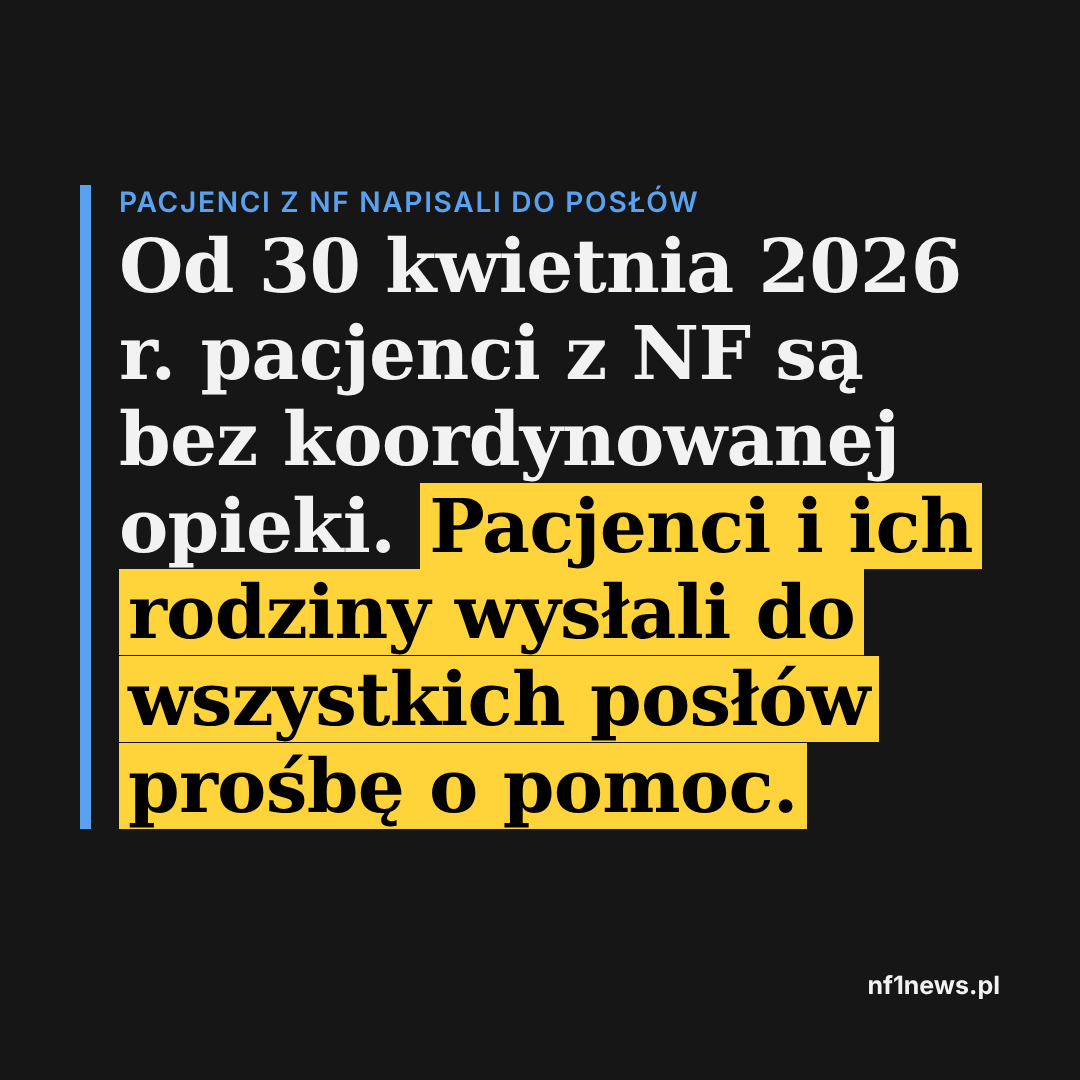 PACJENCI Z NF NAPISALI DO POSŁÓW
Od 30 kwietnia 2026
r. pacjenci z NF są
bez koordynowanej
opieki. Pacjenci i ich
rodziny wysłali do
wszystkich posłów
prośbę o pomoc.
nf1news.pl